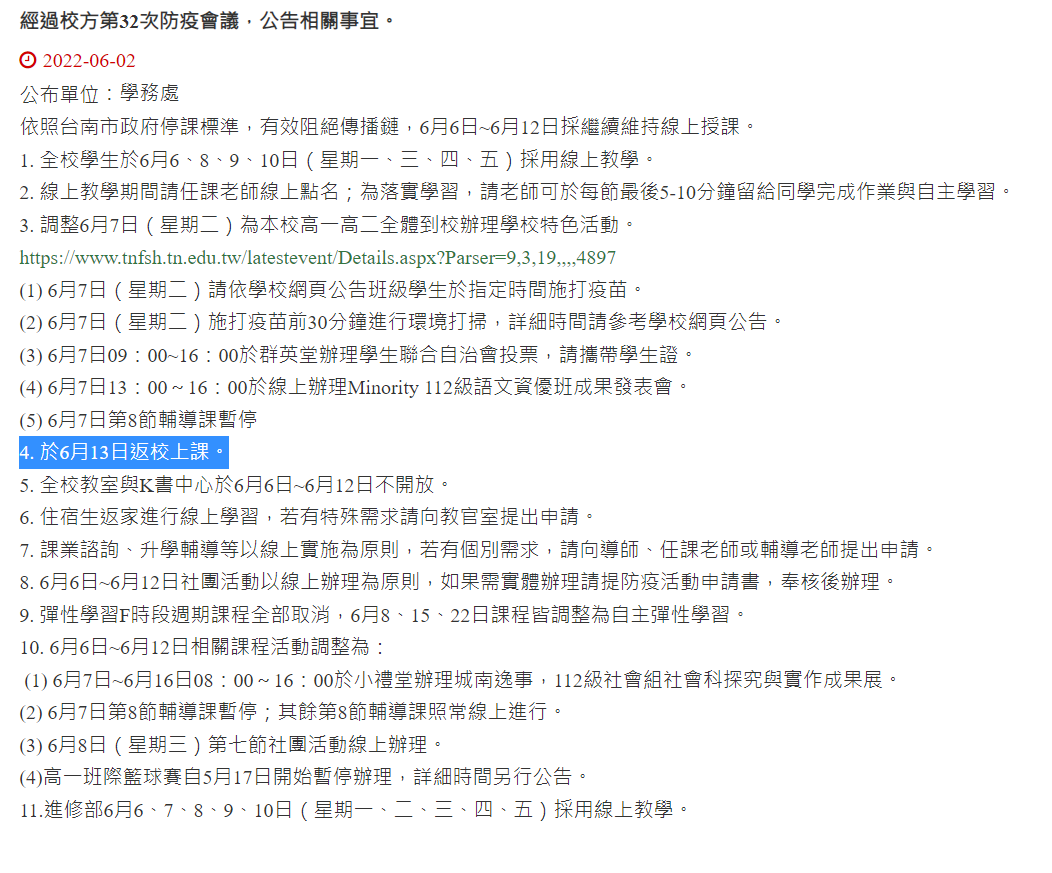 經過校方第32次防疫會議，公告相關事宜。
2022-06-02
公布單位：學務處
依照台南市政府停課標準，有效阻絕傳播鏈，6月6日~6月12日採繼續維持線上授課。
1. 全校學生於6月6、8、9、10日（星期一、三、四、五）採用線上教學。
2. 線上教學期間請任課老師線上點名；為落實學習，請老師可於每節最後5-10分鐘留給同學完成作業與自主學習。
3. 調整6月7日（星期二）為本校高一高二全體到校辦理學校特色活動。
https://www.tnfsh.tn.edu.tw/latestevent/Details.aspx?Parser=9,3,19,,,,4897
(1) 6月7日（星期二）請依學校網頁公告班級學生於指定時間施打疫苗。
(2) 6月7日（星期二）施打疫苗前30分鐘進行環境打掃，詳細時間請參考學校網頁公告。
(3) 6月7日09：00~16：00於群英堂辦理學生聯合自治會投票，請攜帶學生證。
(4) 6月7日13：00～16：00於線上辦理Minority 112級語文資優班成果發表會。
(5) 6月7日第8節輔導課暫停
4. 於6月13日返校上課。
5. 全校教室與K書中心於6月6日~6月12日不開放。
6. 住宿生返家進行線上學習，若有特殊需求請向教官室提出申請。
7. 課業諮詢、升學輔導等以線上實施為原則，若有個別需求，請向導師、任課老師或輔導老師提出申請。
8. 6月6日~6月12日社團活動以線上辦理為原則，如果需實體辦理請提防疫活動申請書，奉核後辦理。
9. 彈性學習F時段週期課程全部取消，6月8、15、22日課程皆調整為自主彈性學習。
10. 6月6日~6月12日相關課程活動調整為：
(1) 6月7日~6月16日08：00～16：00於小禮堂辦理城南逸事，112級社會組社會科探究與實作成果展。
(2) 6月7日第8節輔導課暫停；其餘第8節輔導課照常線上進行。
(3) 6月8日（星期三）第七節社團活動線上辦理。
(4)高一班際籃球賽自5月17日開始暫停辦理，詳細時間另行公告。
11.進修部6月6、7、8、9、10日（星期一、二、三、四、五）採用線上教學。